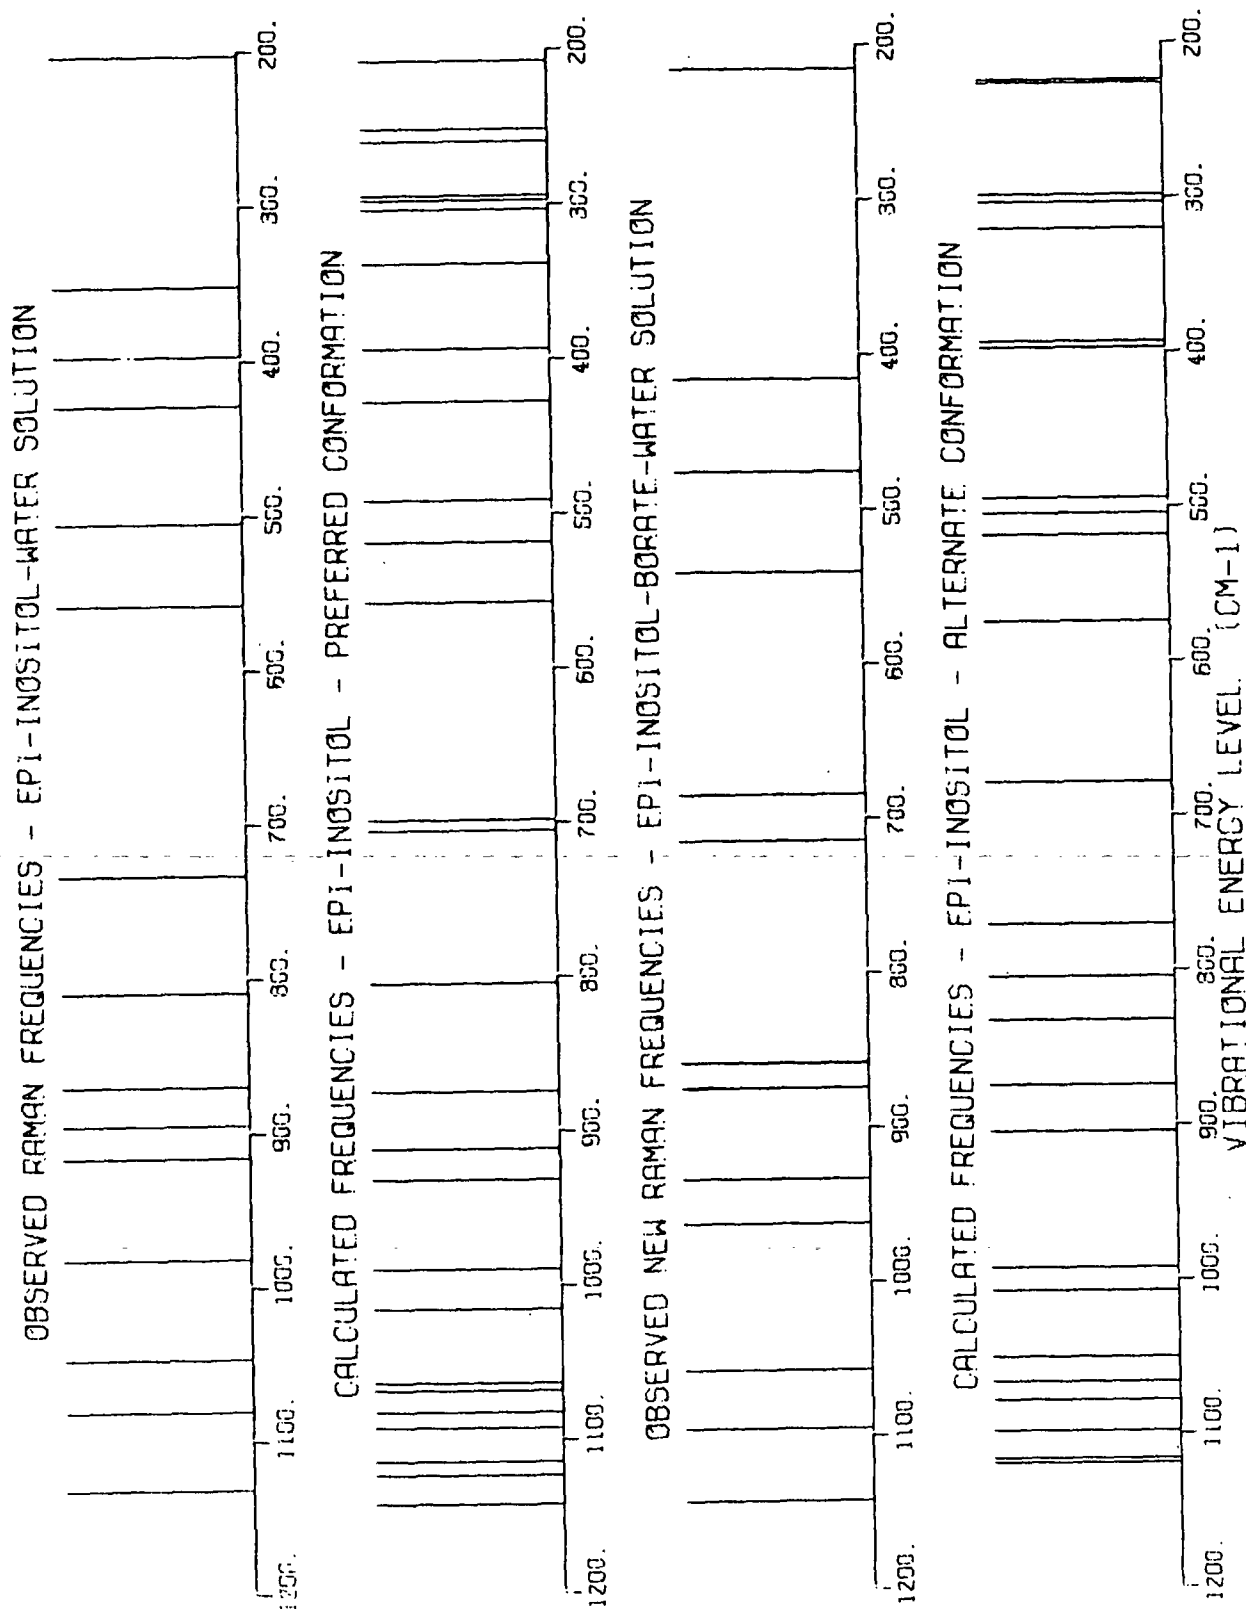 OBSERVED RAMAN FREQUENCIES - EPI-INOSITOL-WATER SOLUTION
1200. 1100. 1000. 900. 800. 700. 600. 500. 400. 300. 200.
CALCULATED FREQUENCIES - EPI-INOSITOL - PREFERRED CONFORMATION
1200. 1100. 1000. 900. 800. 700. 600. 500. 400. 300. 200.
OBSERVED NEW RAMAN FREQUENCIES - EPI-INOSITOL-BORATE-WATER SOLUTION
1200. 1100. 1000. 900. 800. 700. 600. 500. 400. 300. 200.
CALCULATED FREQUENCIES - EPI-INOSITOL - ALTERNATE CONFORMATION
1200. 1100. 1000. 900. 800. 700. 600. 500. 400. 300. 200.
VIBRATIONAL ENERGY LEVEL (CM-1)